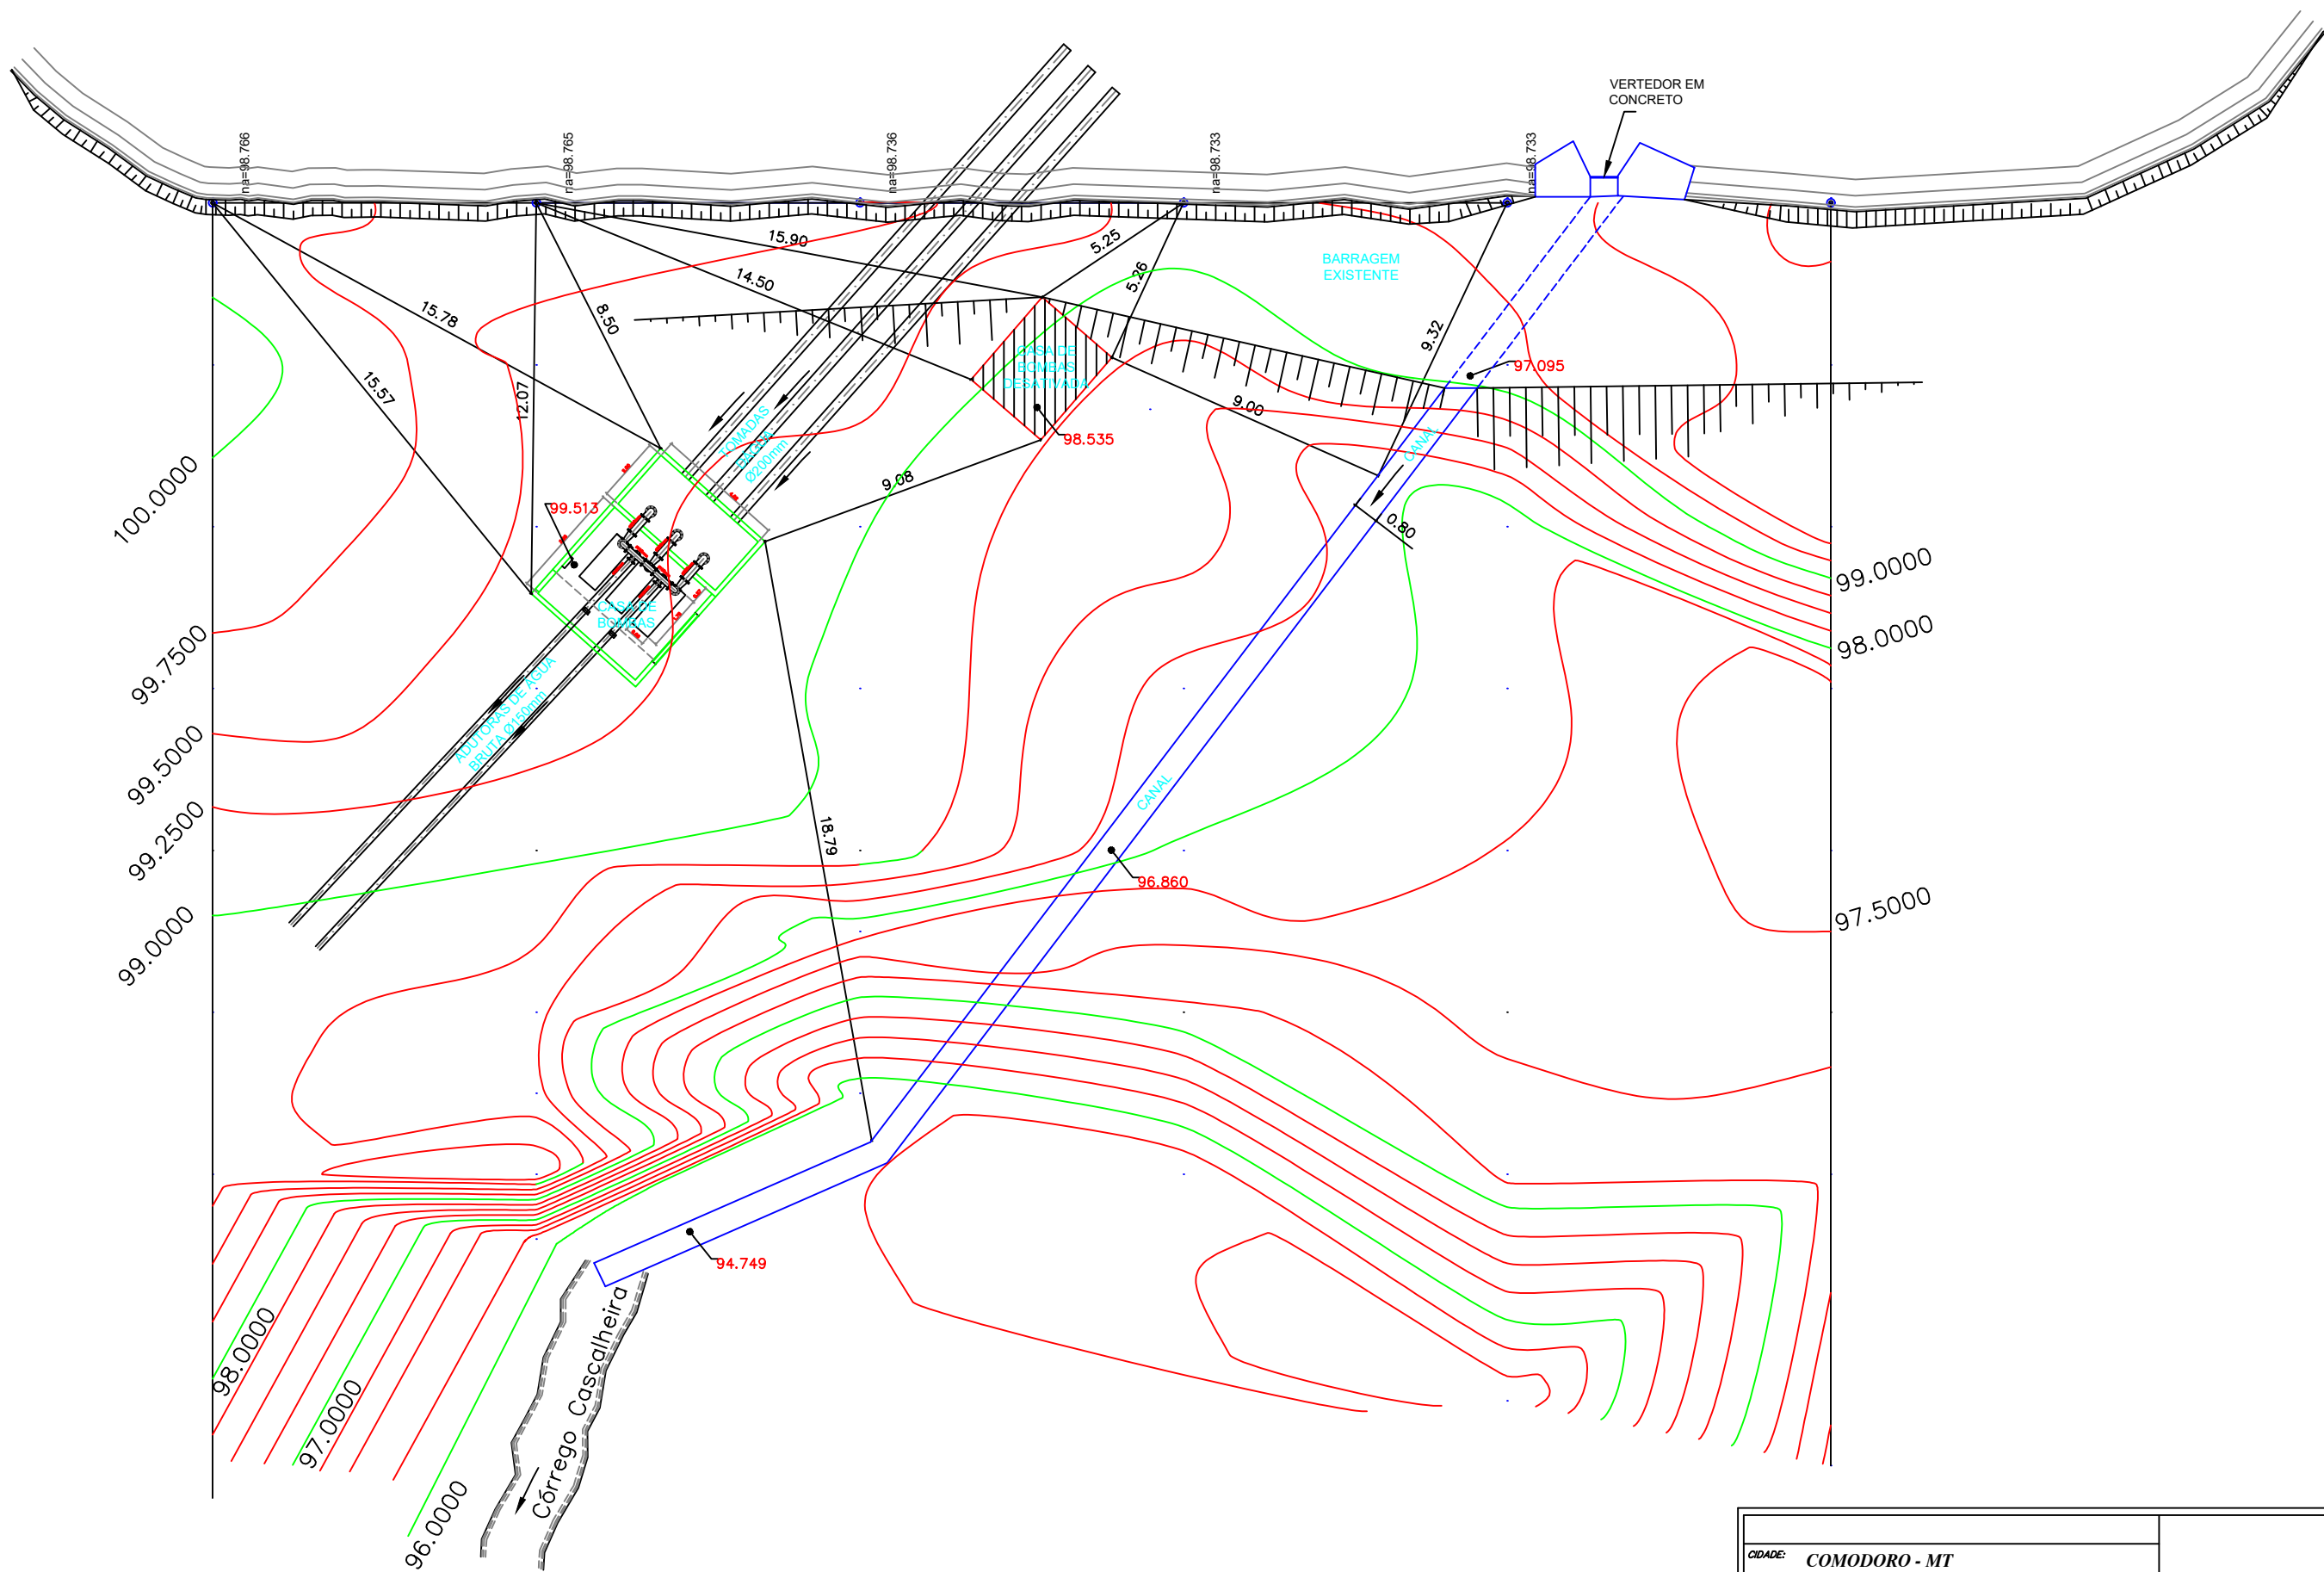 VERTEDOR EM
CONCRETO
na=98.766
na=98.765
na=98.736
na=98.733
na=98.733
15.90
5.25
14.50
5.26
BARRAGEM
EXISTENTE
15.78
8.50
9.32
CASA DE
BOMBAS
DESATIVADA
97.095
15.57
12.07
9.00
TOMADAS
Ø200mm
98.535
CANAL
9.08
100.0000
99.513
0.80
99.0000
CASA DE
BOMBAS
98.0000
99.7500
ADUTORAS DE ÁGUA
BRUTA Ø150mm
99.5000
CANAL
99.2500
18.79
96.860
97.5000
99.0000
94.749
98.0000
Córrego Cascalheira
97.0000
96.0000
CIDADE:
COMODORO - MT